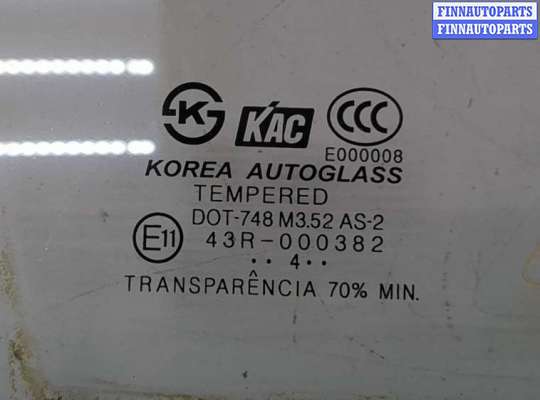 FINNAUTOPARTS
FINNAUTOPARTS
K KAC CCC
E000008
KOREA AUTOGLASS
TEMPERED
DOT-748 M3.52 AS-2
E11 43R-000382
•• 4 ••
TRANSPARÊNCIA 70% MIN.